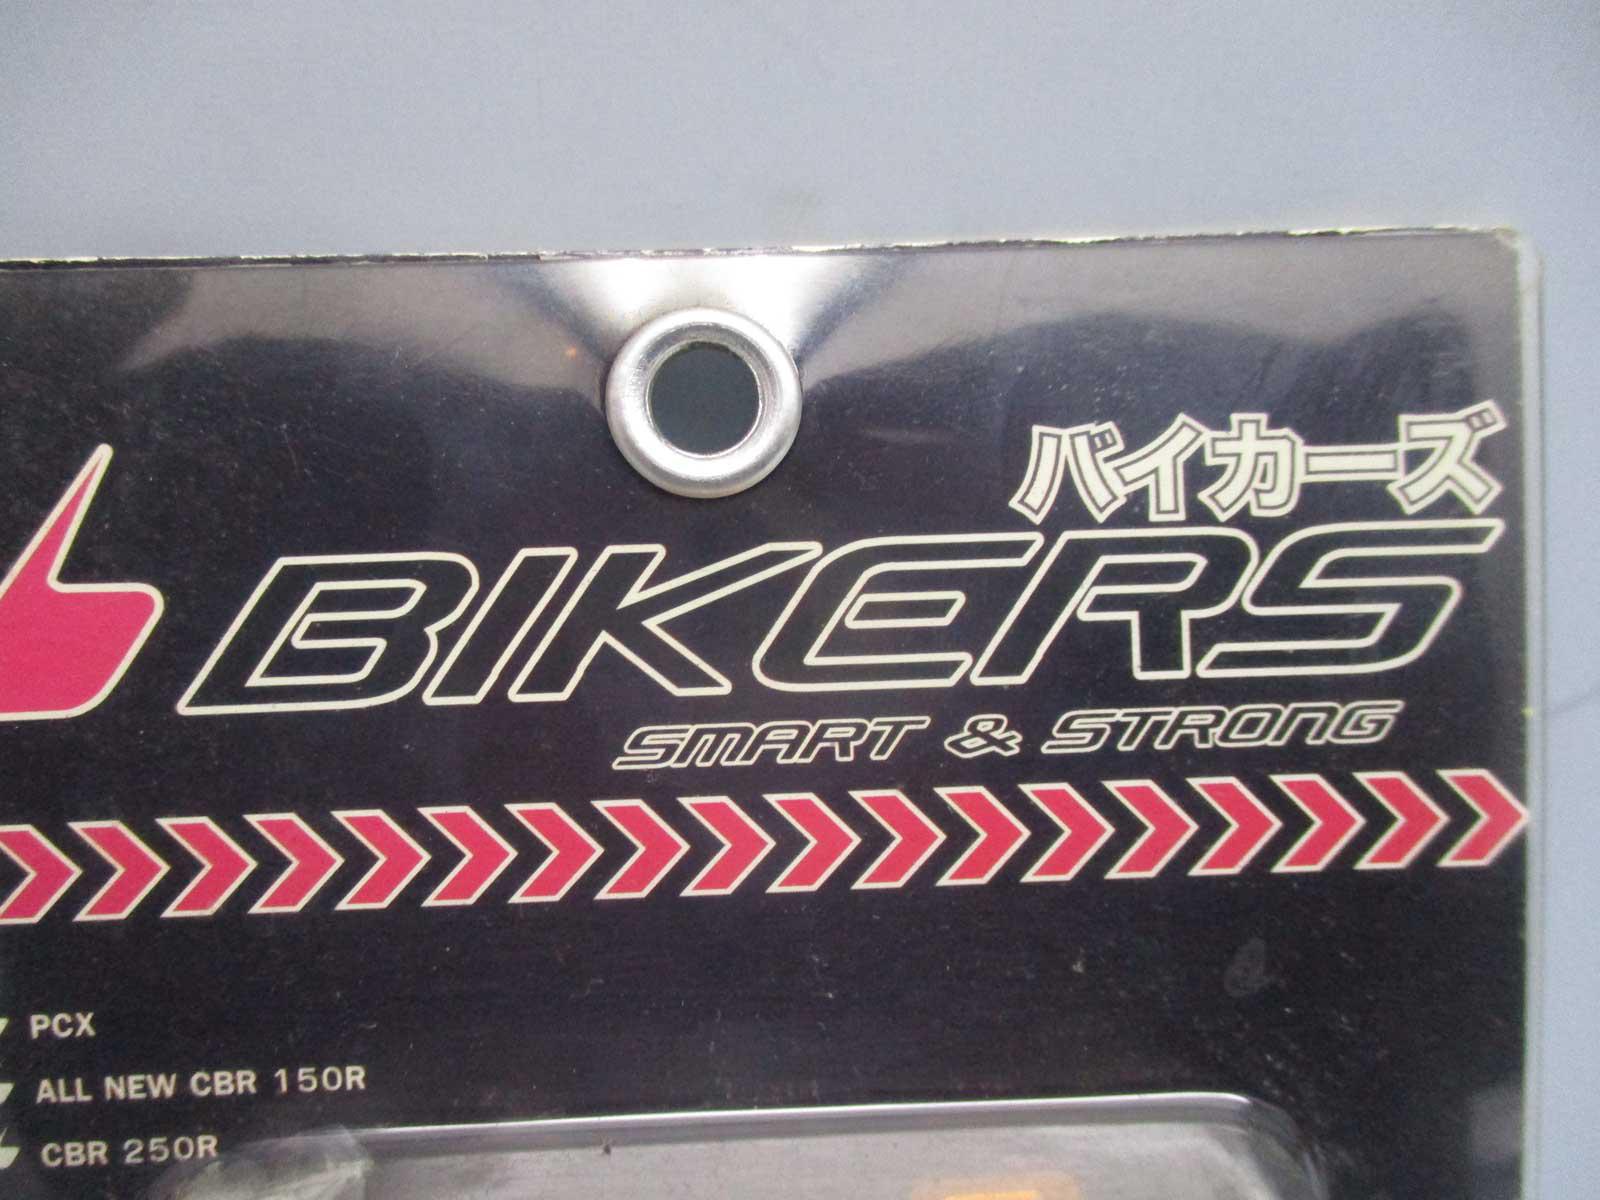 バイカーズ
BIKERS
SMART & STRONG
PCX
ALL NEW CBR 150R
CBR 250R